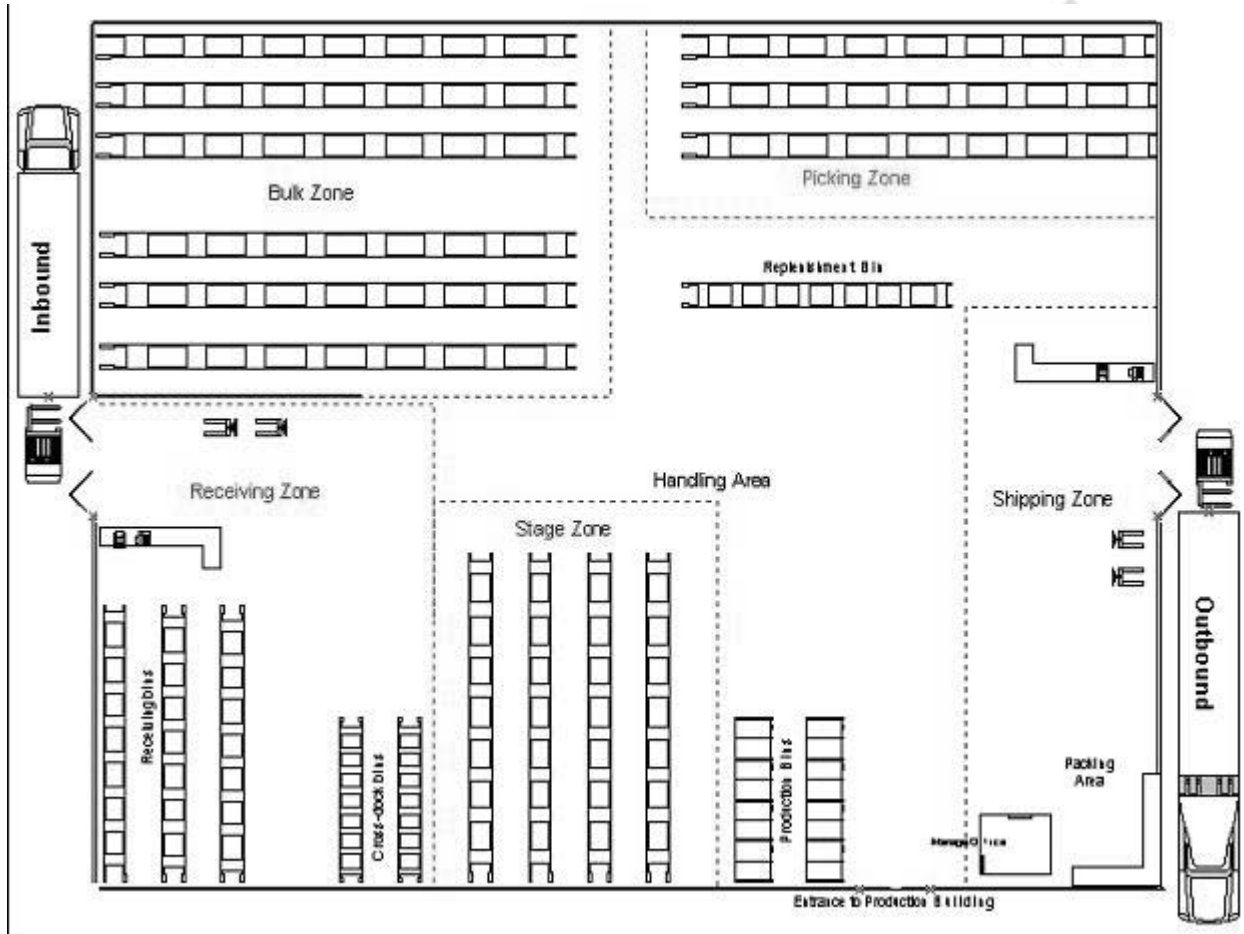 Bulk Zone
Picking Zone
Inbound
Replenishment Bin
Receiving Zone
Handling Area
Stage Zone
Shipping Zone
Receiving bins
Cross-dock bins
Production Bins
Outbound
Packing
Area
Entrance to Production Building